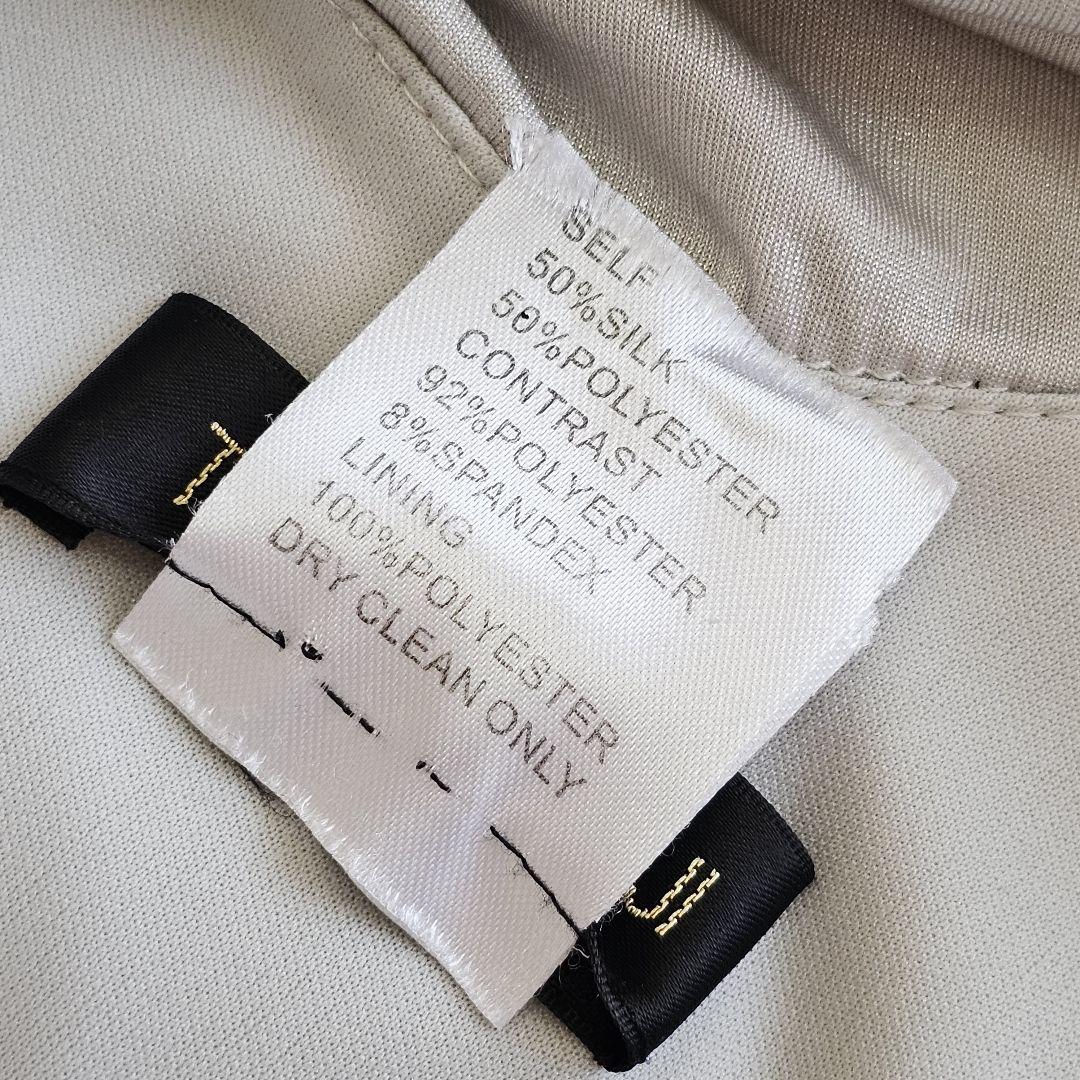 SELF
50%SILK
50%POLYESTER
CONTRAST
92%POLYESTER
8%SPANDEX
LINING
100%POLYESTER
DRY CLEAN ONLY